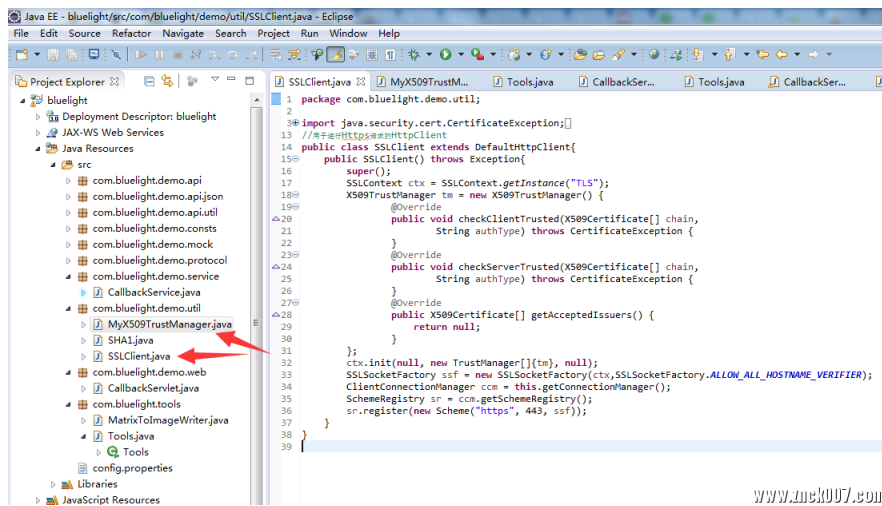 Java EE - bluelight/src/com/bluelight/demo/util/SSLClient.java - Eclipse
File Edit Source Refactor Navigate Search Project Run Window Help
Project Explorer
bluelight
Deployment Descriptor: bluelight
JAX-WS Web Services
Java Resources
src
com.bluelight.demo.api
com.bluelight.demo.api.json
com.bluelight.demo.api.util
com.bluelight.demo.consts
com.bluelight.demo.mock
com.bluelight.demo.protocol
com.bluelight.demo.service
CallbackService.java
com.bluelight.demo.util
MyX509TrustManager.java
SHA1.java
SSLClient.java
com.bluelight.demo.web
CallbackServlet.java
com.bluelight.tools
MatrixToImageWriter.java
Tools.java
Tools
config.properties
Libraries
JavaScript Resources
SSLClient.java MyX509TrustM... Tools.java CallbackSer... Tools.java CallbackSer...
1 package com.bluelight.demo.util;
2
3 import java.security.cert.CertificateException;
13 //用于进行Https请求的HttpClient
14 public class SSLClient extends DefaultHttpClient{
15 public SSLClient() throws Exception{
16 super();
17 SSLContext ctx = SSLContext.getInstance("TLS");
18 X509TrustManager tm = new X509TrustManager() {
19 @Override
20 public void checkClientTrusted(X509Certificate[] chain,
21 String authType) throws CertificateException {
22 }
23 @Override
24 public void checkServerTrusted(X509Certificate[] chain,
25 String authType) throws CertificateException {
26 }
27 @Override
28 public X509Certificate[] getAcceptedIssuers() {
29 return null;
30 }
31 };
32 ctx.init(null, new TrustManager[]{tm}, null);
33 SSLSocketFactory ssf = new SSLSocketFactory(ctx,SSLSocketFactory.ALLOW_ALL_HOSTNAME_VERIFIER);
34 ClientConnectionManager ccm = this.getConnectionManager();
35 SchemeRegistry sr = ccm.getSchemeRegistry();
36 sr.register(new Scheme("https", 443, ssf));
37 }
38 }
39
www.znck007.com